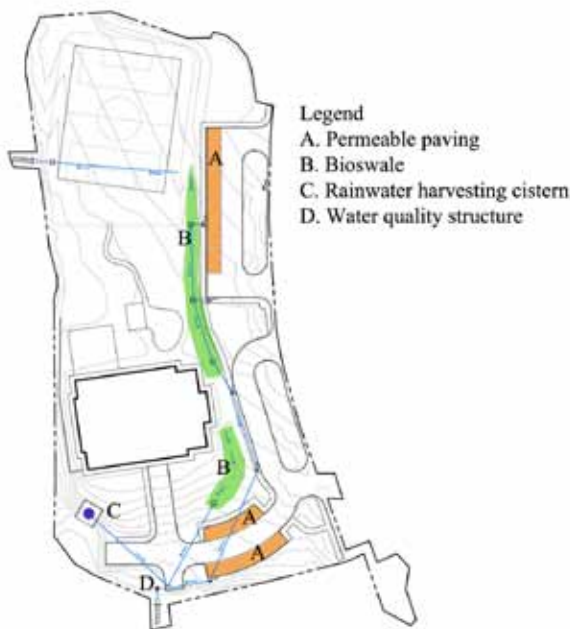 Legend
A. Permeable paving
B. Bioswale
C. Rainwater harvesting cistern
D. Water quality structure
A
B
B
C
A
A
D